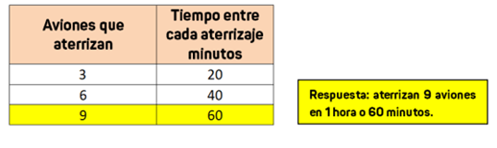 Aviones que
aterrizan
Tiempo entre
cada aterrizaje
minutos
3 20
6 40
9 60
Respuesta: aterrizan 9 aviones
en 1 hora o 60 minutos.